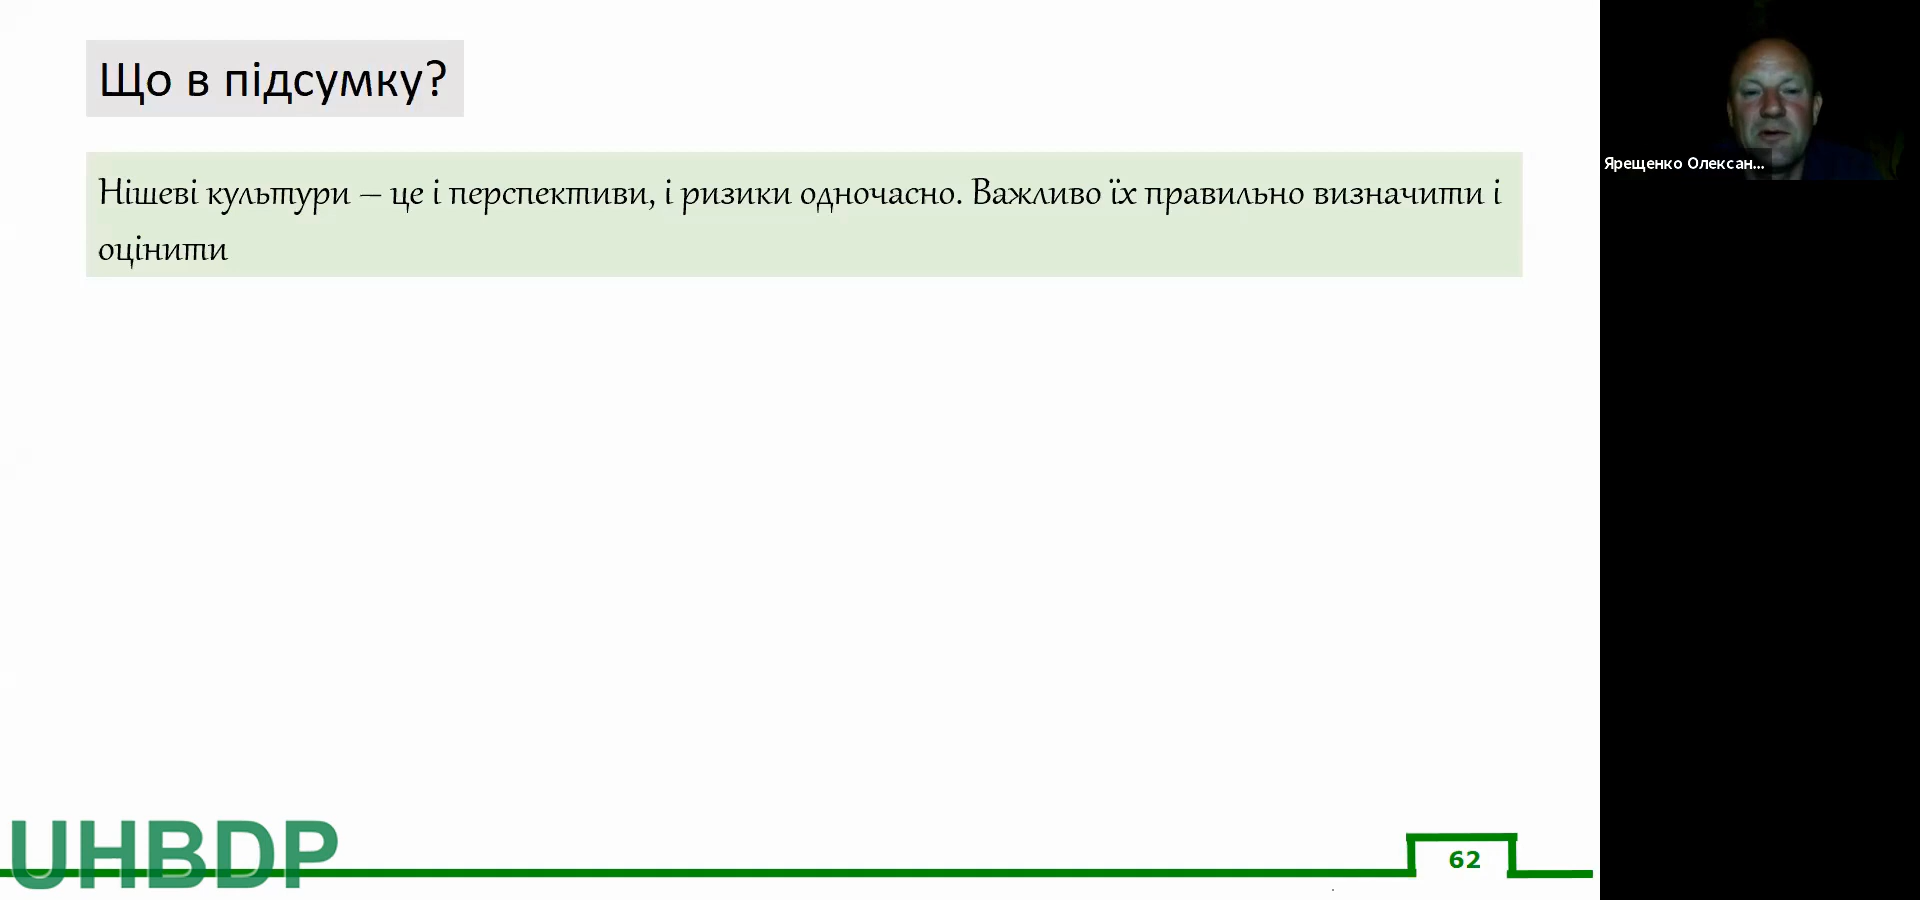 Що в підсумку?
Нішеві культури – це і перспективи, і ризики одночасно. Важливо їх правильно визначити і
оцінити
Ярещенко Олексан...
UHBDP
62